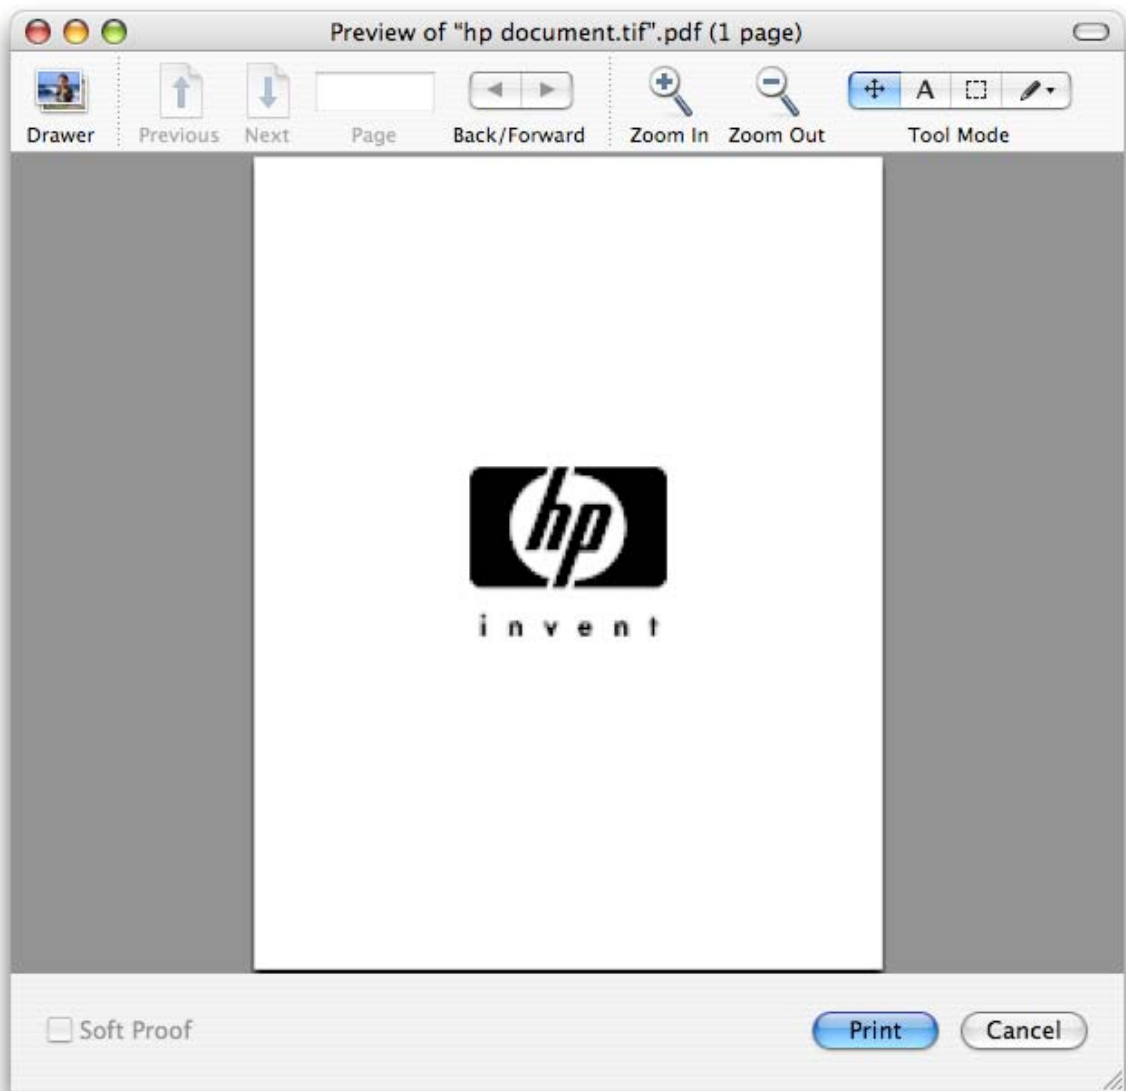 Preview of “hp document.tif”.pdf (1 page)
Drawer Previous Next Page Back/Forward Zoom In Zoom Out Tool Mode
A
hp
invent
Soft Proof Print Cancel